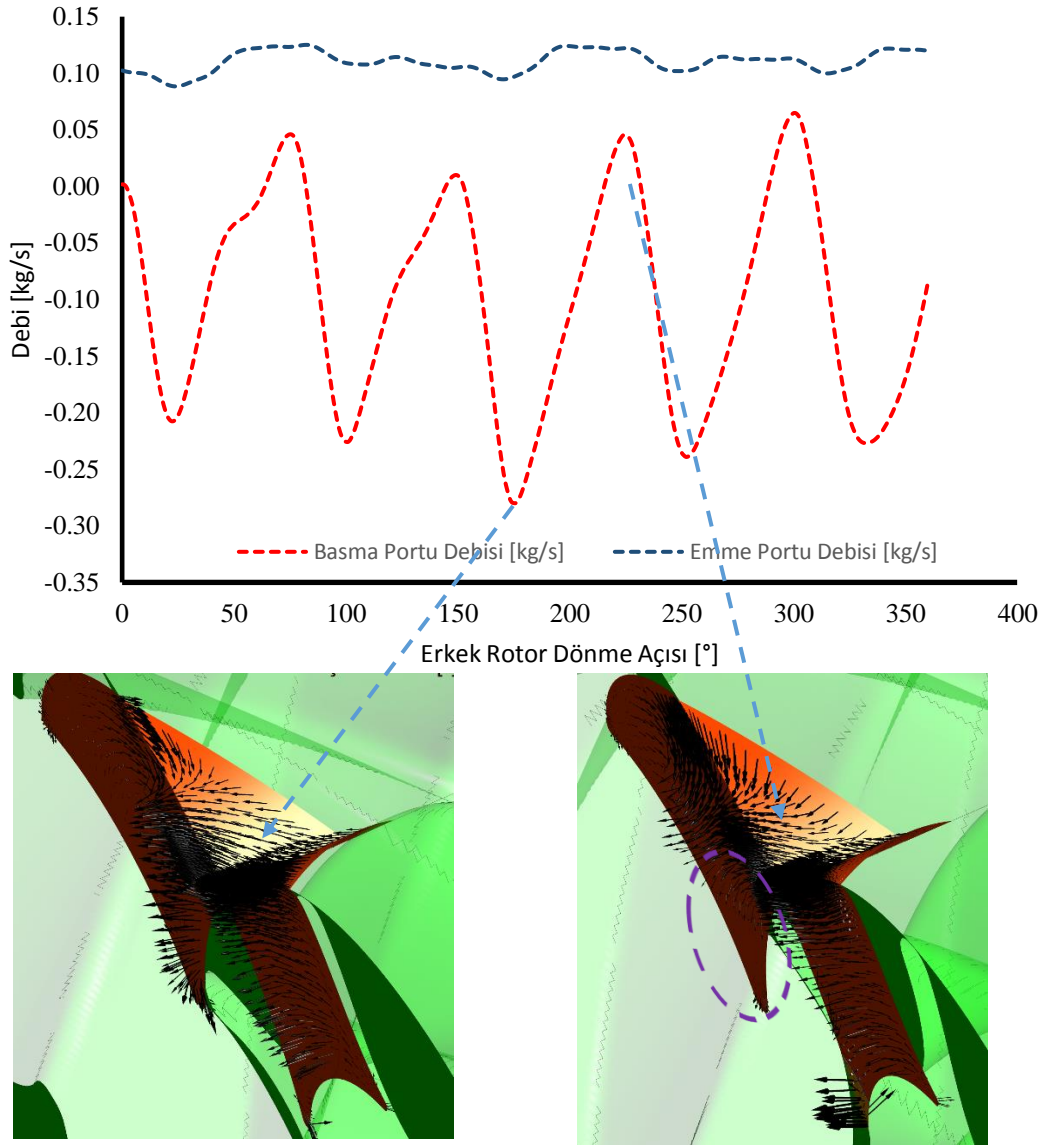 0.15
0.10
0.05
0.00
-0.05
-0.10
-0.15
-0.20
-0.25
-0.30
-0.35
Debi [kg/s]
Basma Portu Debisi [kg/s]
Emme Portu Debisi [kg/s]
0 50 100 150 200 250 300 350 400
Erkek Rotor Dönme Açısı [°]